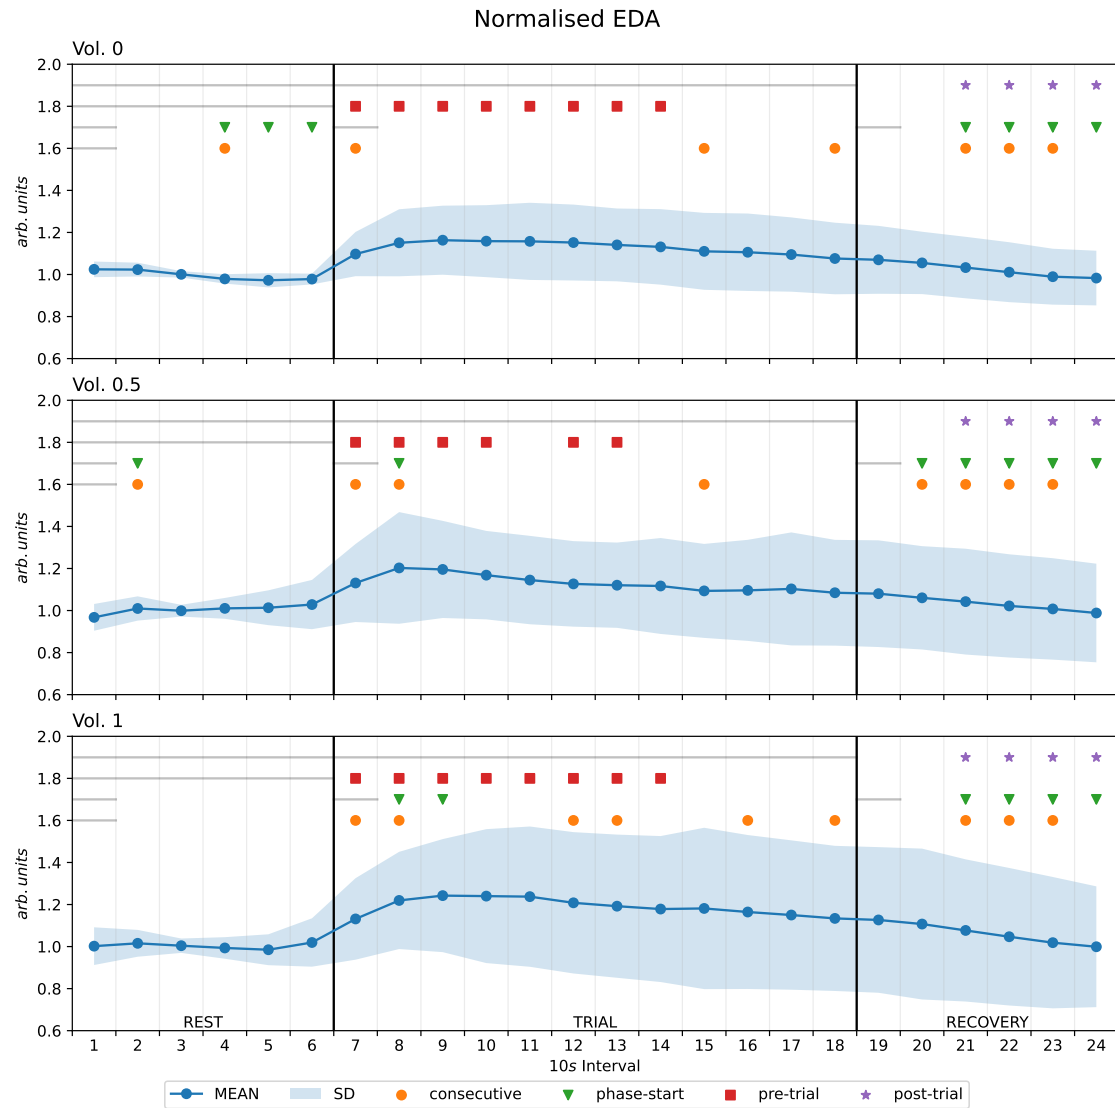 Normalised EDA
Vol. 0
2.0
1.8
1.6
1.4
1.2
1.0
0.8
0.6
arb. units
Vol. 0.5
2.0
1.8
1.6
1.4
1.2
1.0
0.8
0.6
arb. units
Vol. 1
2.0
1.8
1.6
1.4
1.2
1.0
0.8
0.6
arb. units
REST TRIAL RECOVERY
1 2 3 4 5 6 7 8 9 10 11 12 13 14 15 16 17 18 19 20 21 22 23 24
10s Interval
MEAN SD consecutive phase-start pre-trial post-trial